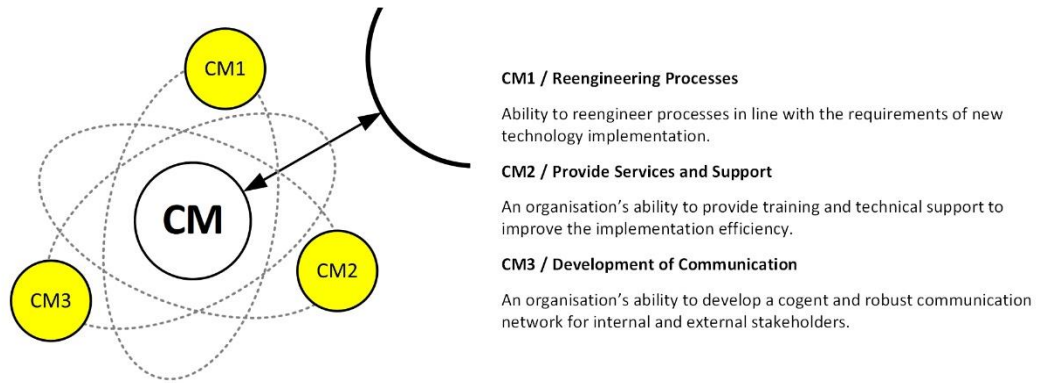 CM1
CM
CM2
CM3
CM1 / Reengineering Processes
Ability to reengineer processes in line with the requirements of new
technology implementation.
CM2 / Provide Services and Support
An organisation’s ability to provide training and technical support to
improve the implementation efficiency.
CM3 / Development of Communication
An organisation’s ability to develop a cogent and robust communication
network for internal and external stakeholders.